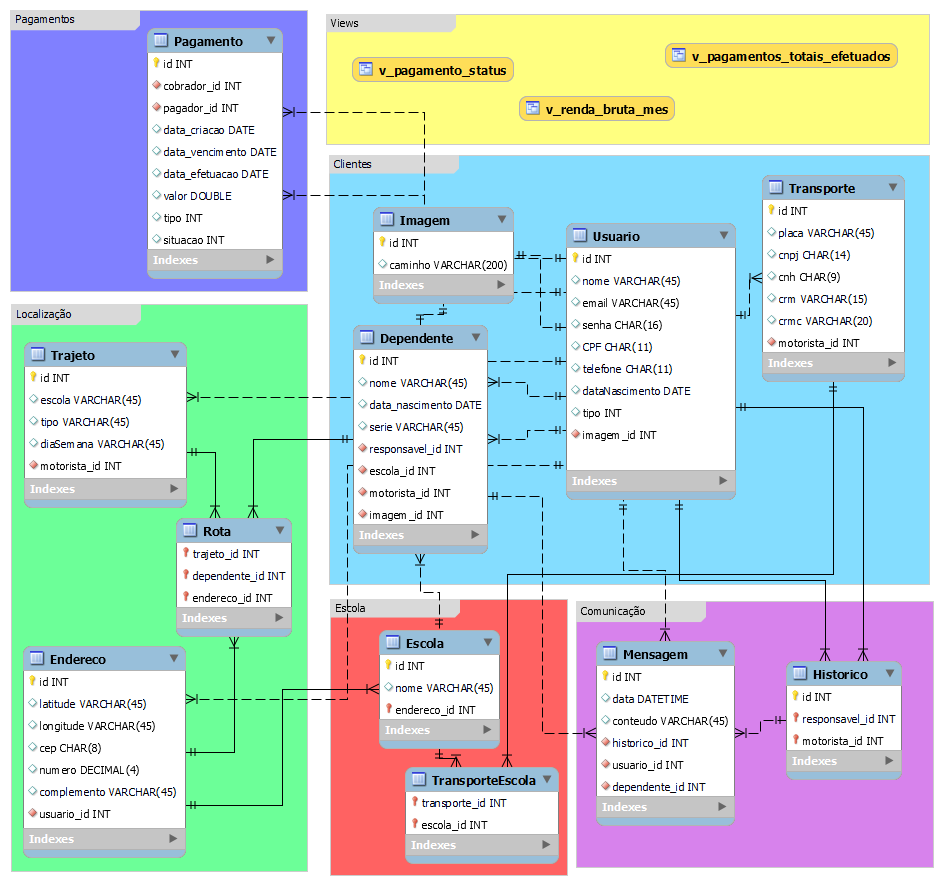 Pagamentos
Pagamento
id INT
cobrador_id INT
pagador_id INT
data_criacao DATE
data_vencimento DATE
data_efetuacao DATE
valor DOUBLE
tipo INT
situacao INT
Indexes
Views
v_pagamento_status
v_pagamentos_totais_efetuados
v_renda_bruta_mes
Clientes
Imagem
id INT
caminho VARCHAR(200)
Indexes
Usuario
id INT
nome VARCHAR(45)
email VARCHAR(45)
senha CHAR(16)
CPF CHAR(11)
telefone CHAR(11)
dataNascimento DATE
tipo INT
imagem_id INT
Indexes
Transporte
id INT
placa VARCHAR(45)
cnpj CHAR(14)
cnh CHAR(9)
crm VARCHAR(15)
crmc VARCHAR(20)
motorista_id INT
Indexes
Dependente
id INT
nome VARCHAR(45)
data_nascimento DATE
serie VARCHAR(45)
responsavel_id INT
escola_id INT
motorista_id INT
imagem_id INT
Indexes
Localização
Trajeto
id INT
escola VARCHAR(45)
tipo VARCHAR(45)
diaSemana VARCHAR(45)
motorista_id INT
Indexes
Rota
trajeto_id INT
dependente_id INT
endereco_id INT
Indexes
Endereco
id INT
latitude VARCHAR(45)
longitude VARCHAR(45)
cep CHAR(8)
numero DECIMAL(4)
complemento VARCHAR(45)
usuario_id INT
Indexes
Escola
Escola
id INT
nome VARCHAR(45)
endereco_id INT
Indexes
TransporteEscola
transporte_id INT
escola_id INT
Indexes
Comunicação
Mensagem
id INT
data DATETIME
conteudo VARCHAR(45)
historico_id INT
usuario_id INT
dependente_id INT
Indexes
Historico
id INT
responsavel_id INT
motorista_id INT
Indexes